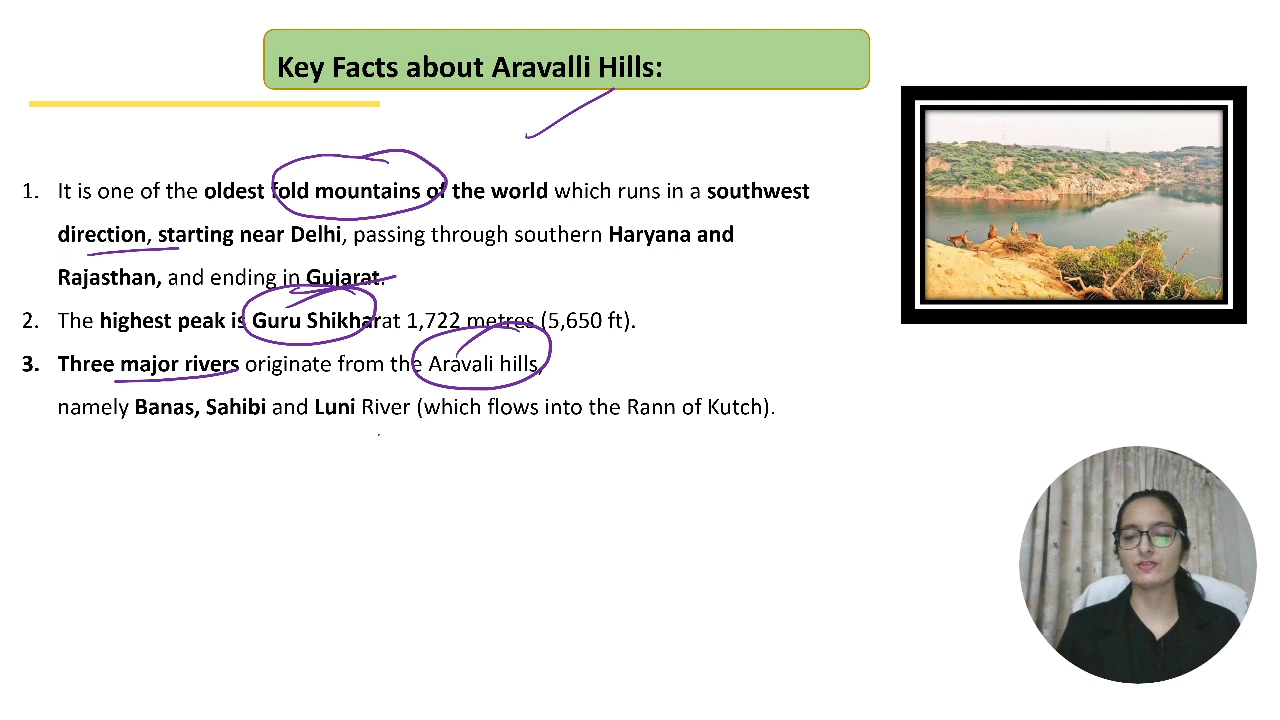 Key Facts about Aravalli Hills:
1. It is one of the oldest fold mountains of the world which runs in a southwest
direction, starting near Delhi, passing through southern Haryana and
Rajasthan, and ending in Gujarat.
2. The highest peak is Guru Shikhar at 1,722 metres (5,650 ft).
3. Three major rivers originate from the Aravali hills,
namely Banas, Sahibi and Luni River (which flows into the Rann of Kutch).